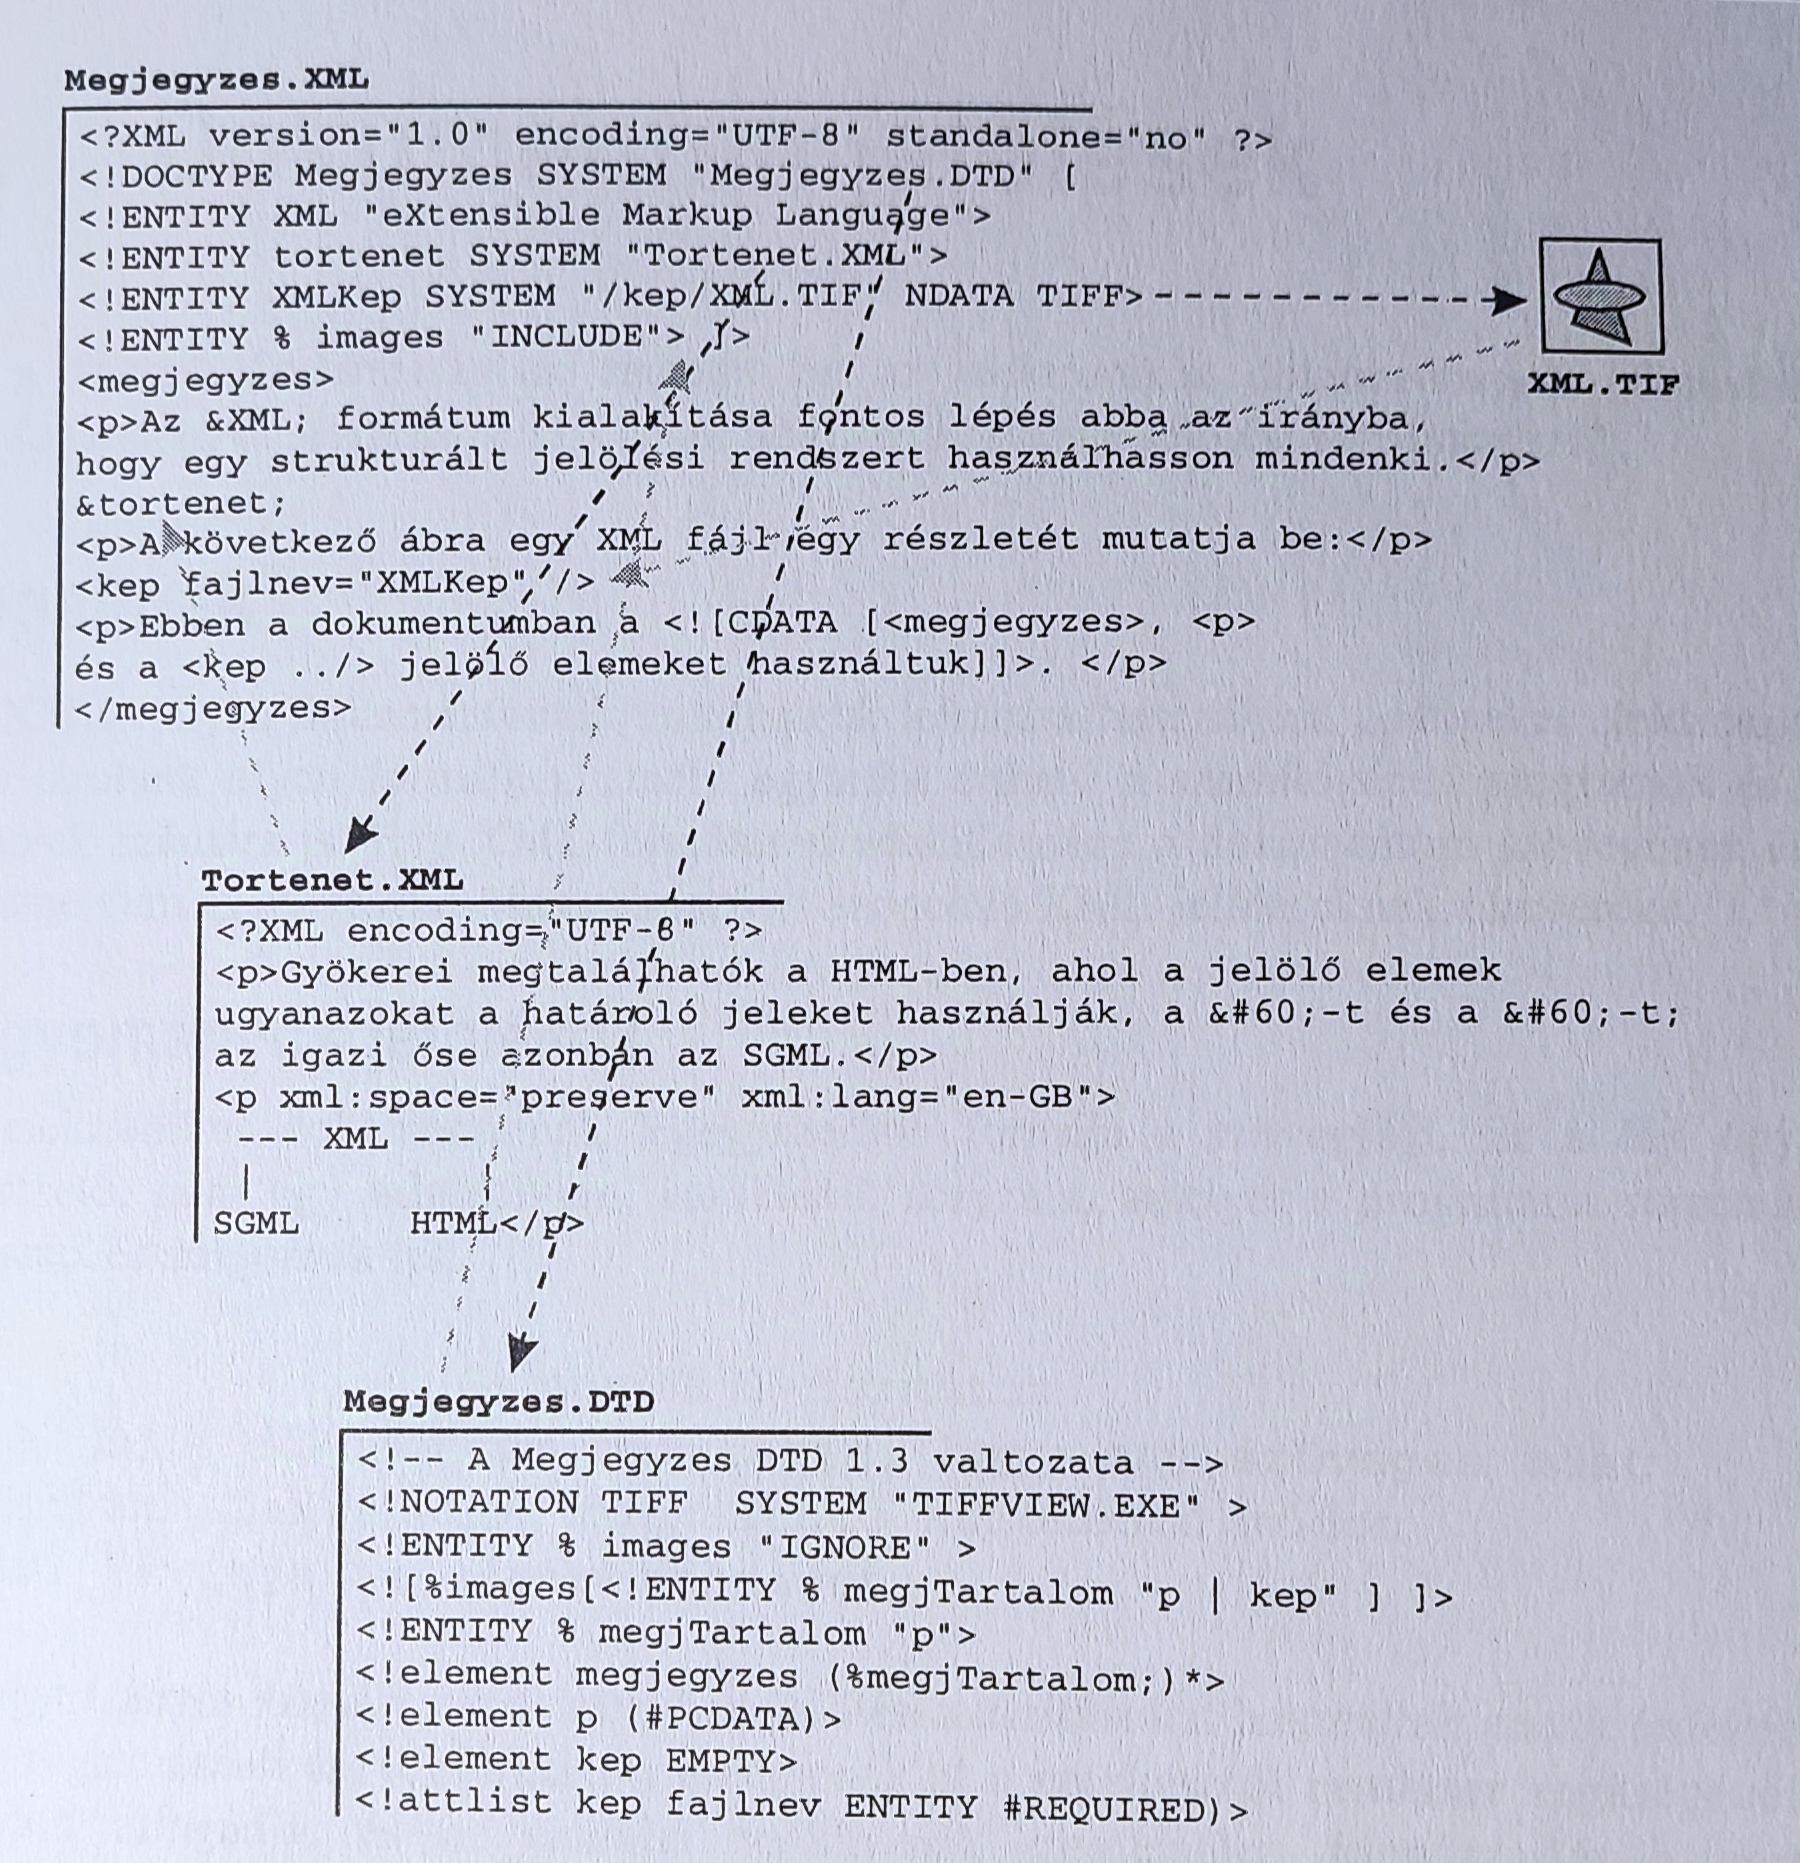 Megjegyzes.XML
<?XML version="1.0" encoding="UTF-8" standalone="no" ?>
<!DOCTYPE Megjegyzes SYSTEM "Megjegyzes.DTD" [
<!ENTITY XML "eXtensible Markup Language">
<!ENTITY tortenet SYSTEM "Tortenet.XML">
<!ENTITY XMLKep SYSTEM "/kep/XML.TIF" NDATA TIFF>
<!ENTITY % images "INCLUDE"> ]>
<megjegyzes>
<p>Az &XML; formátum kialakítása fontos lépés abba az irányba,
hogy egy strukturált jelölési rendszert használhasson mindenki.</p>
&tortenet;
<p>A következő ábra egy XML fájl egy részletét mutatja be:</p>
<kep fajlnev="XMLKep" />
<p>Ebben a dokumentumban a <![CDATA [<megjegyzes>, <p>
és a <kep ../> jelölő elemeket használtuk]]>. </p>
</megjegyzes>
XML.TIF
Tortenet.XML
<?XML encoding="UTF-8" ?>
<p>Gyökerei megtalálhatók a HTML-ben, ahol a jelölő elemek
ugyanazokat a határoló jeleket használják, a &#60;-t és a &#60;-t;
az igazi őse azonbán az SGML.</p>
<p xml:space="preserve" xml:lang="en-GB">
--- XML ---
| |
SGML HTML</p>
Megjegyzes.DTD
<!-- A Megjegyzes DTD 1.3 valtozata -->
<!NOTATION TIFF SYSTEM "TIFFVIEW.EXE" >
<!ENTITY % images "IGNORE" >
<![%images[<!ENTITY % megjTartalom "p | kep" ] ]>
<!ENTITY % megjTartalom "p">
<!element megjegyzes (%megjTartalom;)*>
<!element p (#PCDATA)>
<!element kep EMPTY>
<!attlist kep fajlnev ENTITY #REQUIRED)>